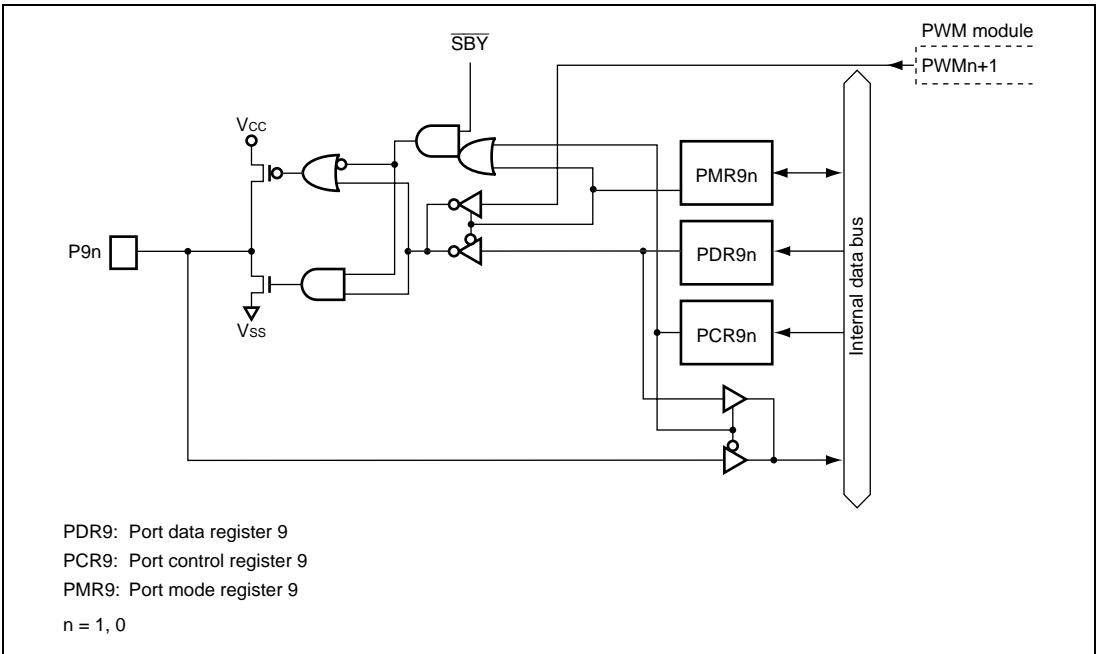 SBY
PWM module
PWMn+1
VCC
PMR9n
P9n
PDR9n
Internal data bus
VSS
PCR9n
PDR9: Port data register 9
PCR9: Port control register 9
PMR9: Port mode register 9
n = 1, 0